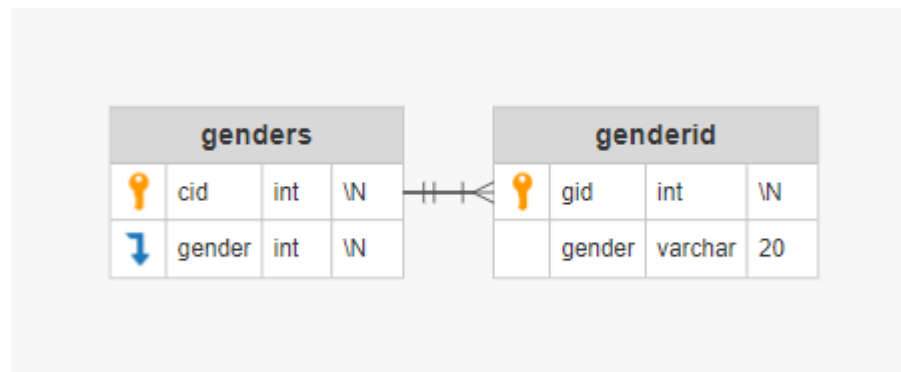 genders
cid int \N
gender int \N
genderid
gid int \N
gender varchar 20